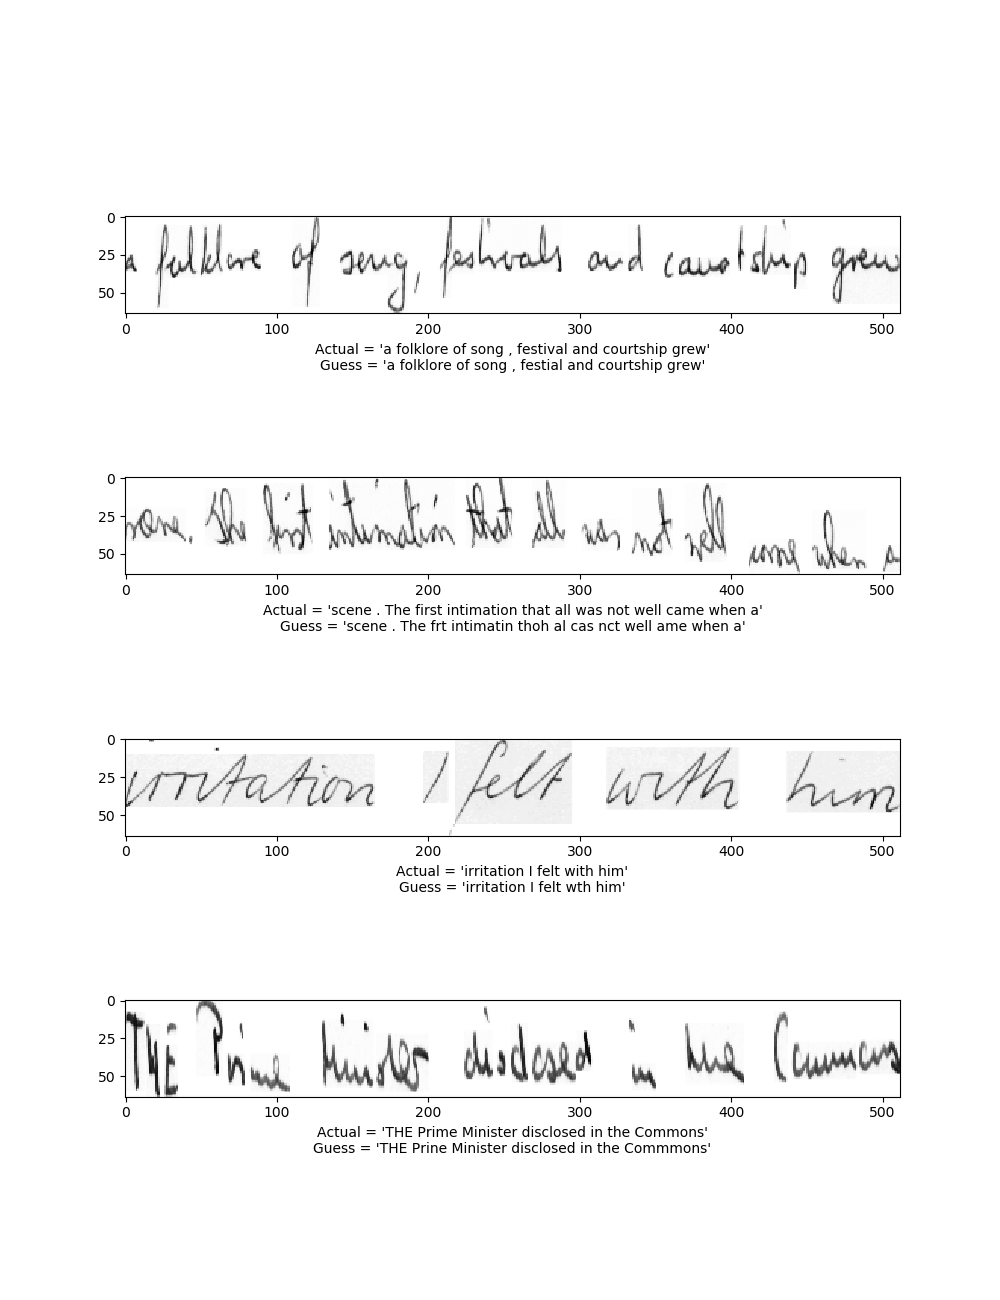 0
25
50
a folklore of song, festivals and courtship grew
0 100 200 300 400 500
Actual = 'a folklore of song , festival and courtship grew'
Guess = 'a folklore of song , festial and courtship grew'
0
25
50
scene. The first intimation that all was not well came when a
0 100 200 300 400 500
Actual = 'scene . The first intimation that all was not well came when a'
Guess = 'scene . The frt intimatin thoh al cas nct well ame when a'
0
25
50
irritation I felt with him
0 100 200 300 400 500
Actual = 'irritation I felt with him'
Guess = 'irritation I felt wth him'
0
25
50
THE Prime Minister disclosed in the Commons
0 100 200 300 400 500
Actual = 'THE Prime Minister disclosed in the Commons'
Guess = 'THE Prine Minister disclosed in the Commmons'